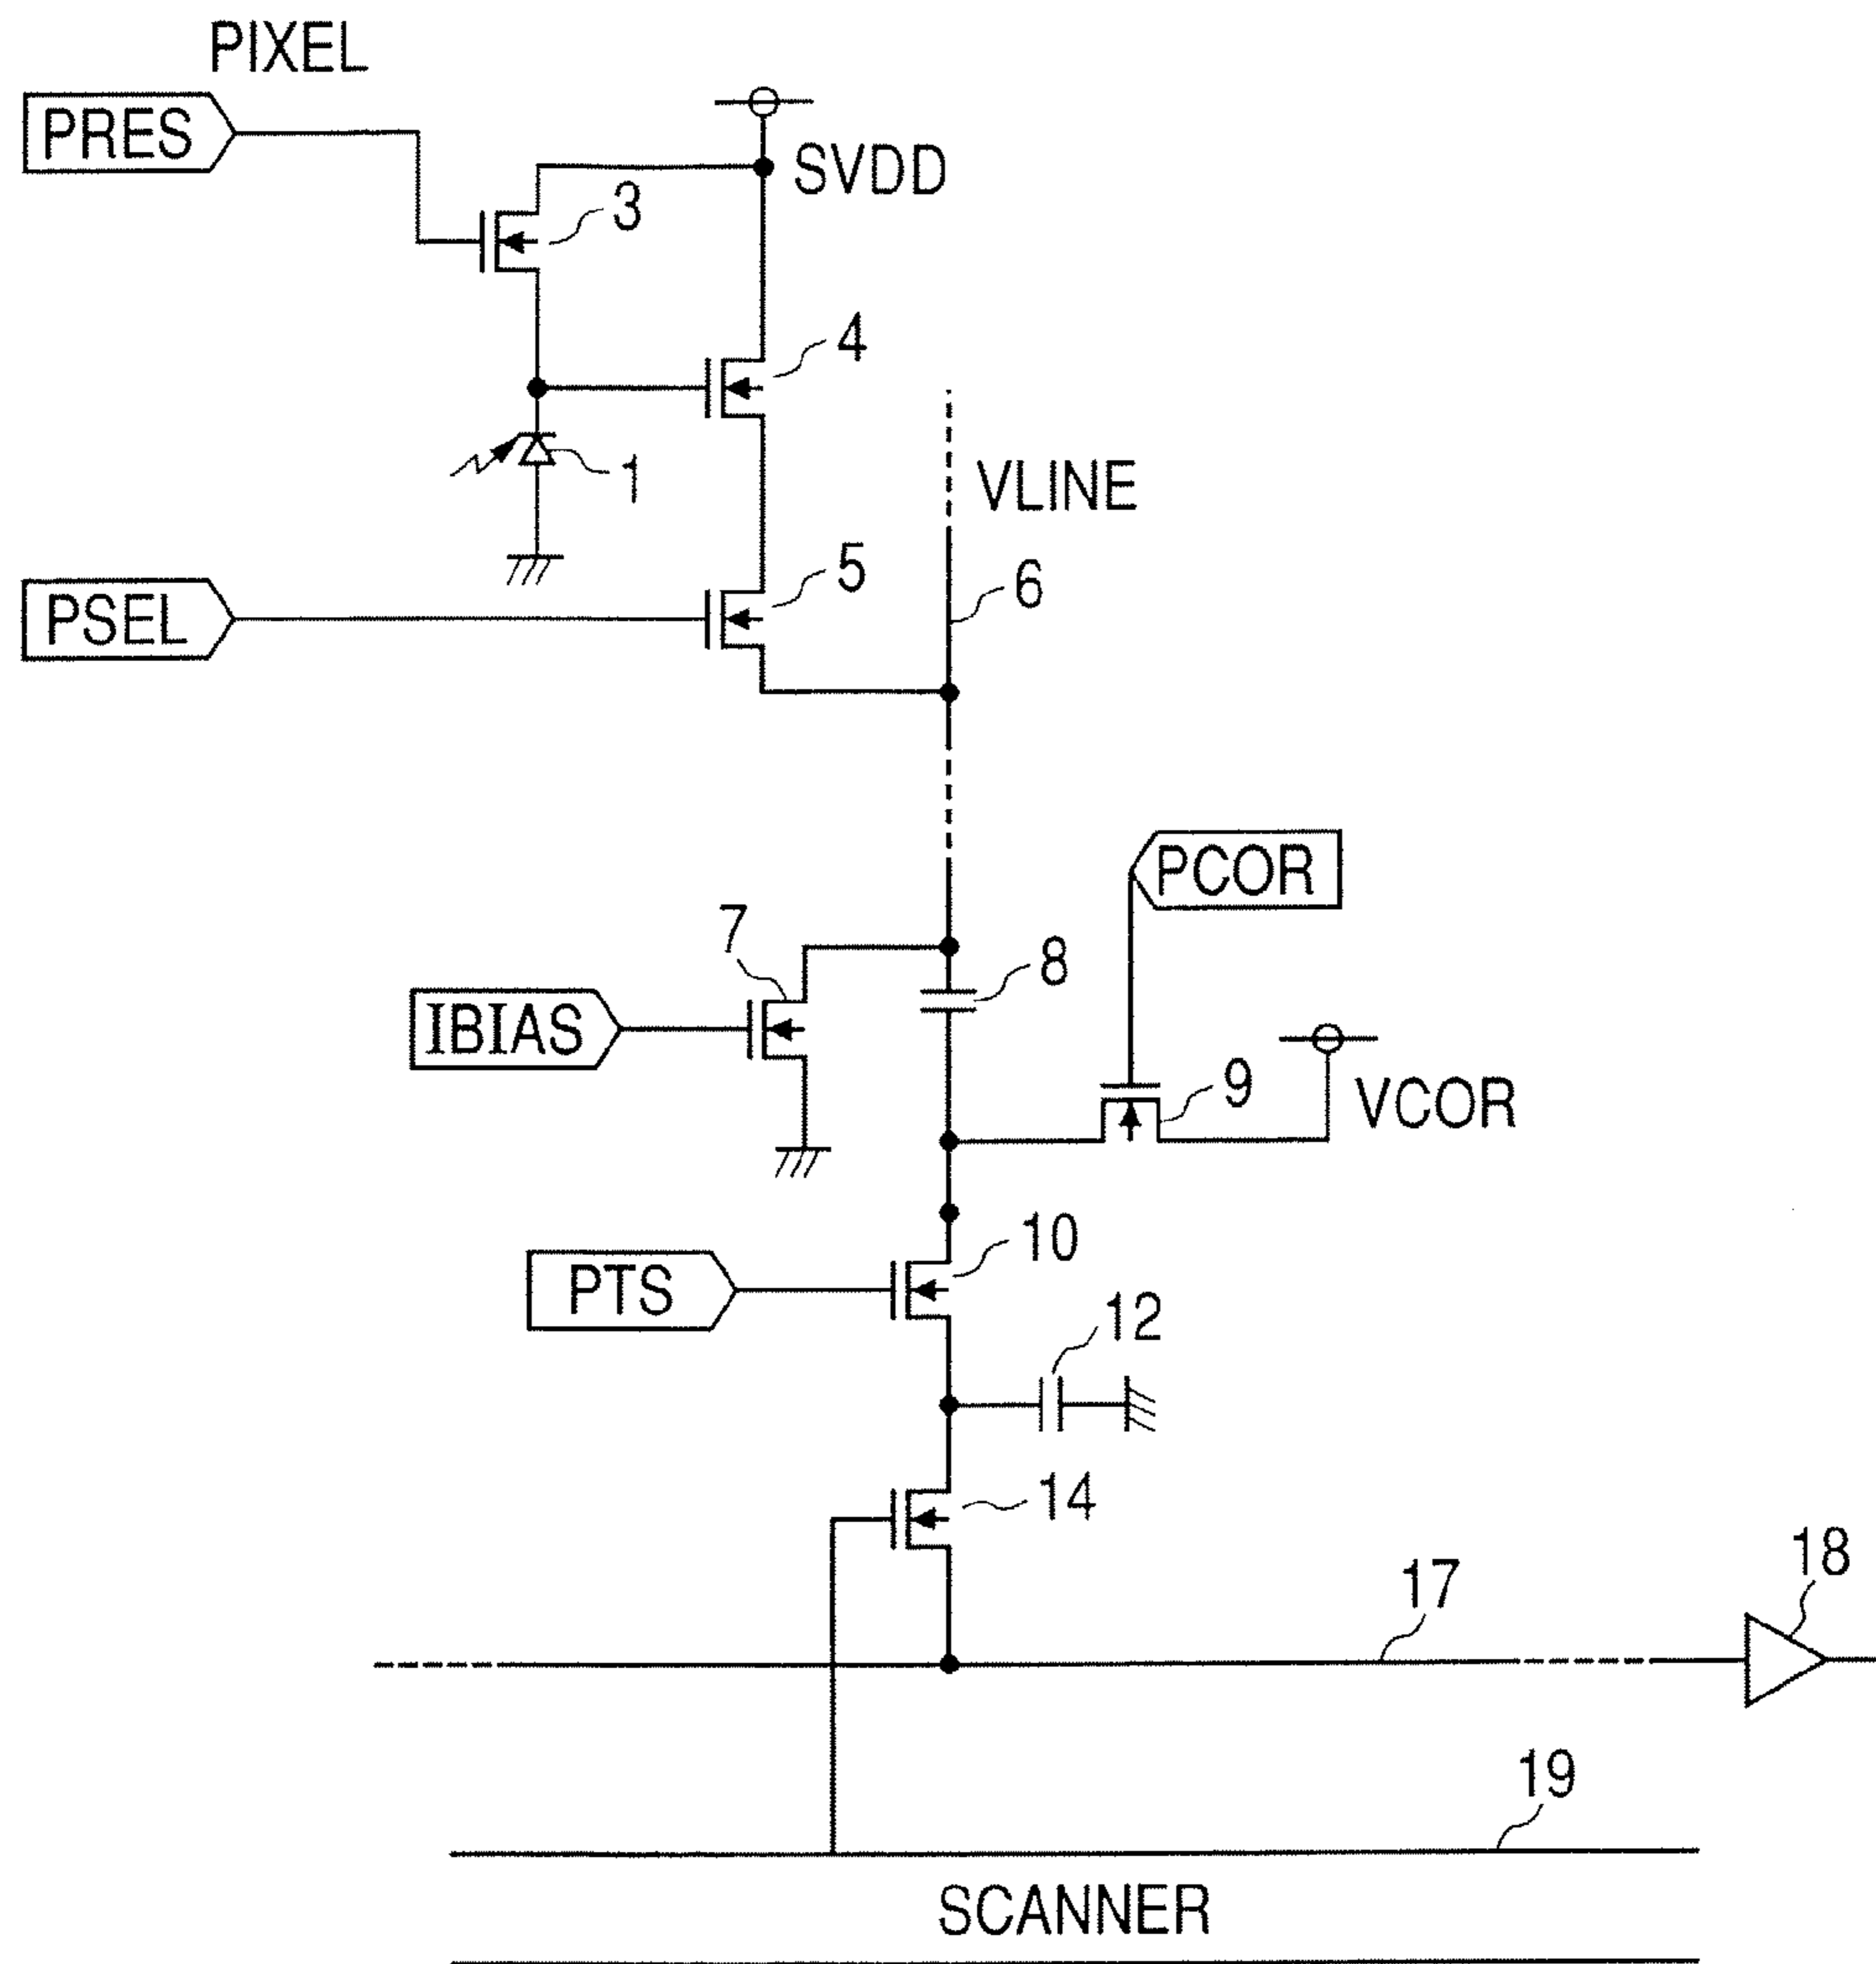 PIXEL
PRES
SVDD
3
4
1
VLINE
5
6
PSEL
PCOR
7
8
IBIAS
9
VCOR
10
PTS
12
14
17
18
19
SCANNER